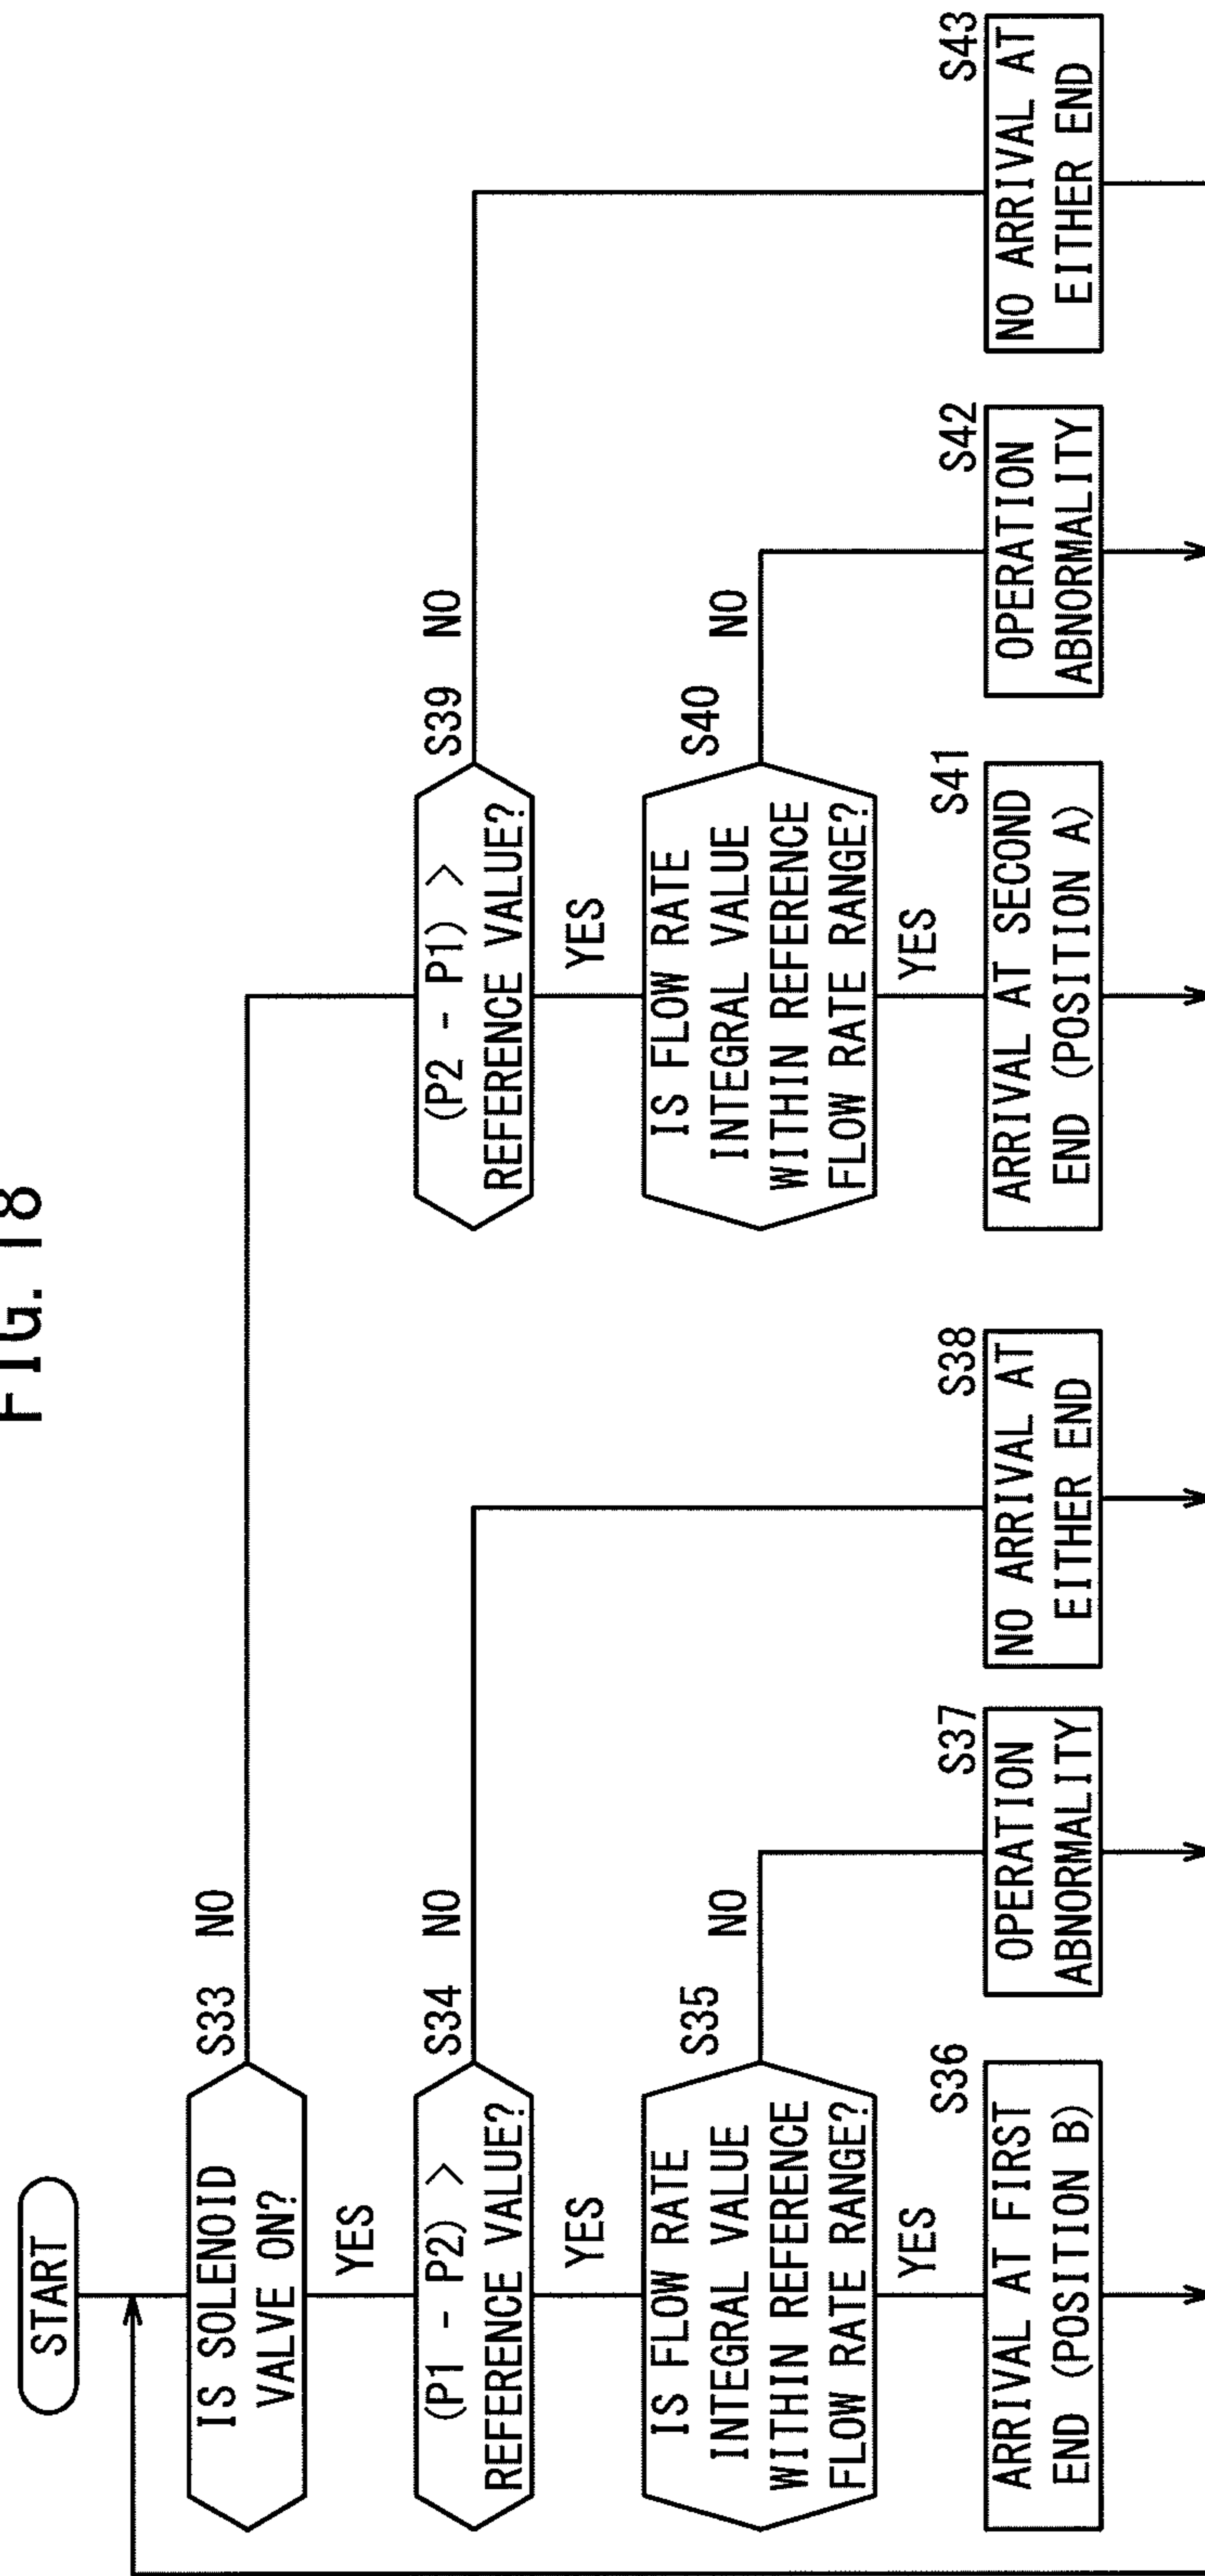 FIG. 18
START
S33
IS SOLENOID
VALVE ON?
NO
YES
S34
(P1 - P2) >
REFERENCE VALUE?
NO
YES
S39
(P2 - P1) >
REFERENCE VALUE?
NO
YES
S35
IS FLOW RATE
INTEGRAL VALUE
WITHIN REFERENCE
FLOW RATE RANGE?
NO
YES
S40
IS FLOW RATE
INTEGRAL VALUE
WITHIN REFERENCE
FLOW RATE RANGE?
NO
YES
S36
ARRIVAL AT FIRST
END (POSITION B)
S37
OPERATION
ABNORMALITY
S38
NO ARRIVAL AT
EITHER END
S41
ARRIVAL AT SECOND
END (POSITION A)
S42
OPERATION
ABNORMALITY
S43
NO ARRIVAL AT
EITHER END